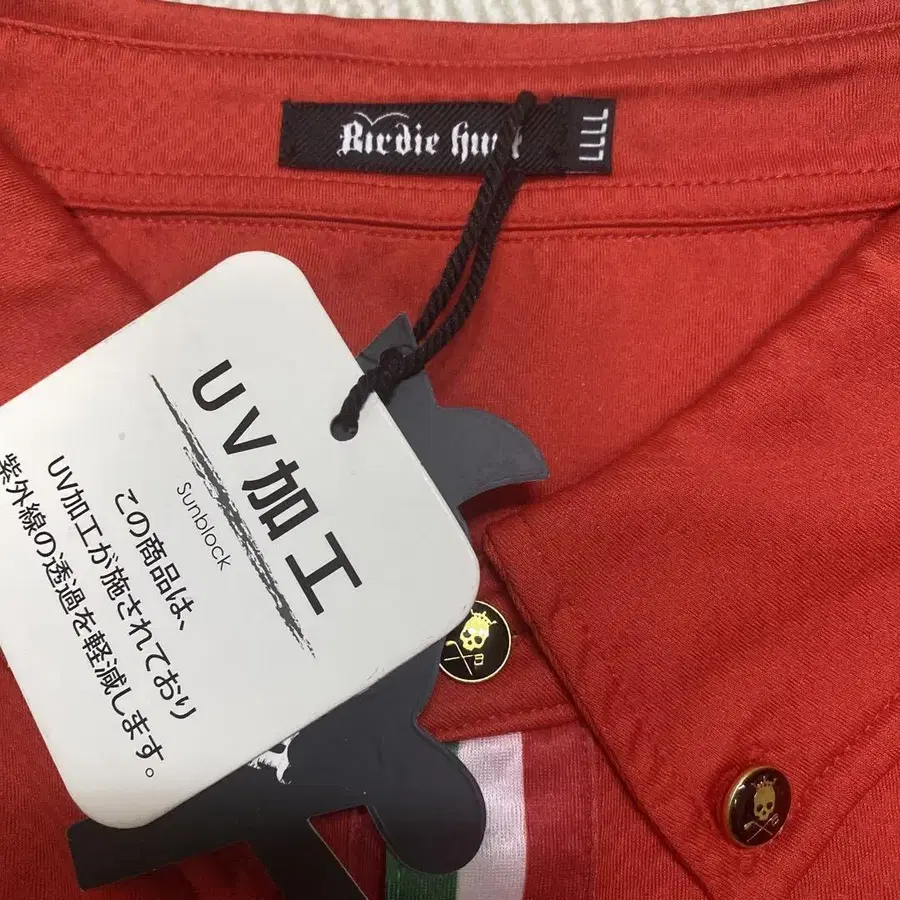 Birdie
LLLL
UV加工
Sunblock
この商品は、
UV加工が施されており
紫外線の透過を軽減します。